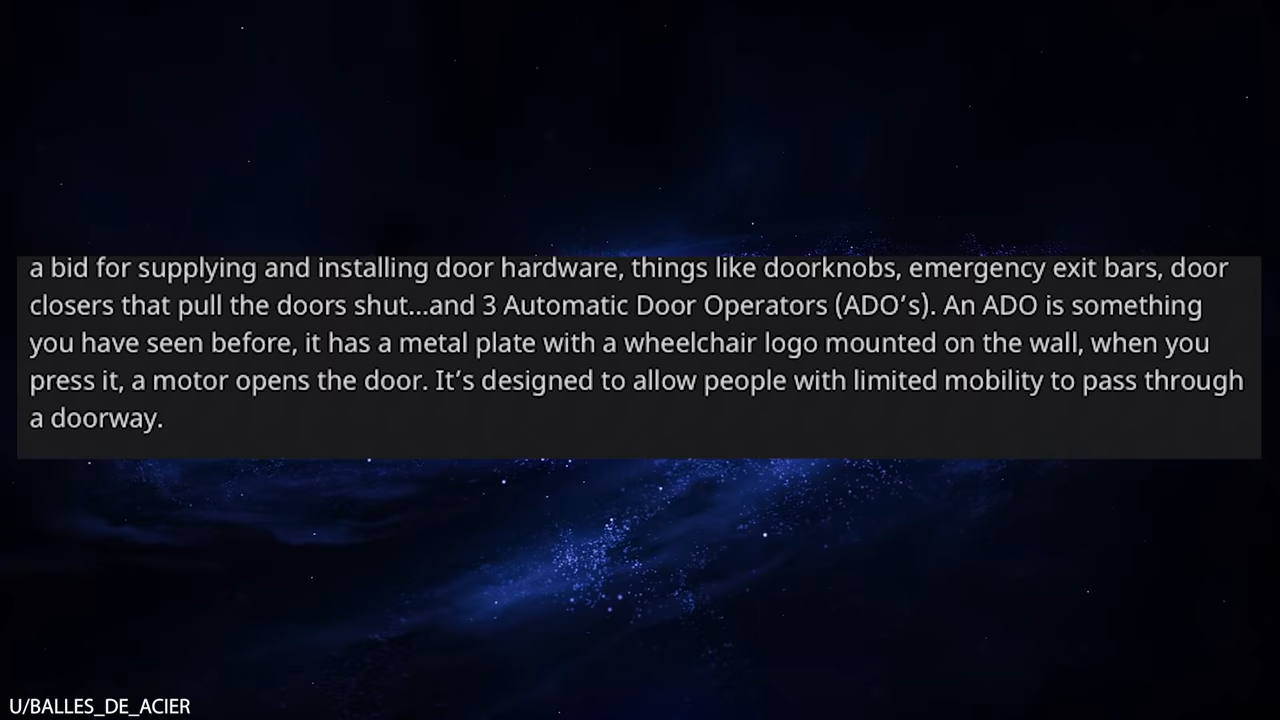 a bid for supplying and installing door hardware, things like doorknobs, emergency exit bars, door
closers that pull the doors shut...and 3 Automatic Door Operators (ADO’s). An ADO is something
you have seen before, it has a metal plate with a wheelchair logo mounted on the wall, when you
press it, a motor opens the door. It’s designed to allow people with limited mobility to pass through
a doorway.
U/BALLES_DE_ACIER